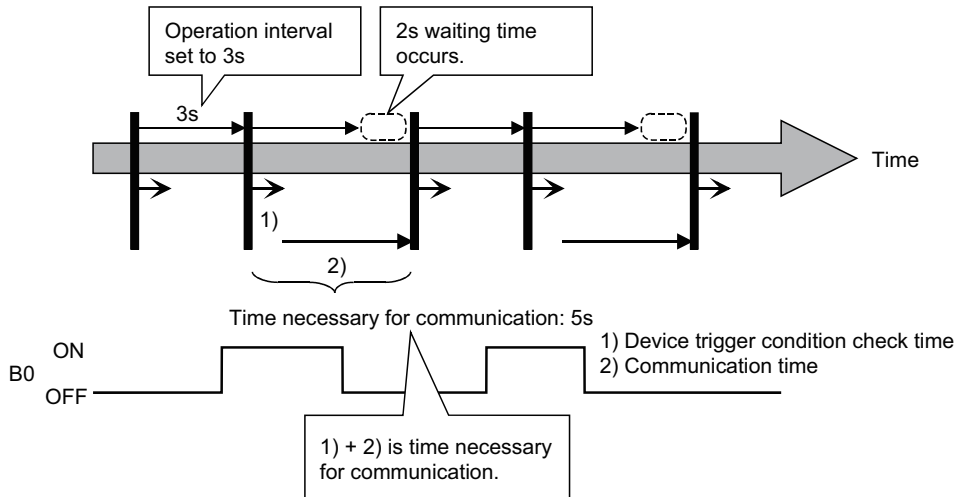 Operation interval
set to 3s
2s waiting time
occurs.
3s
Time
1)
2)
Time necessary for communication: 5s
ON
B0
OFF
1) Device trigger condition check time
2) Communication time
1) + 2) is time necessary
for communication.